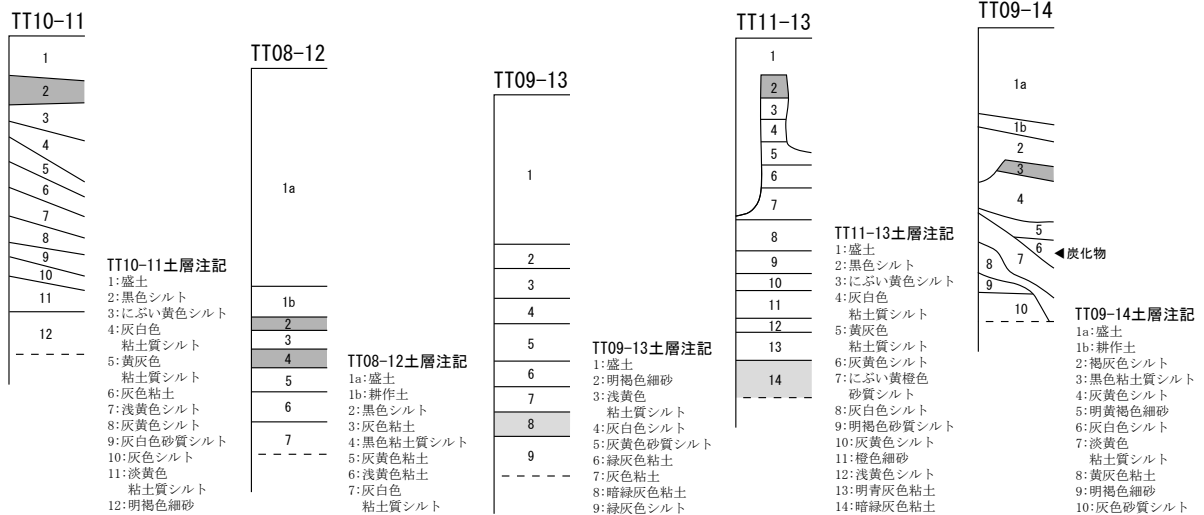 TT10-11
1
2
3
4
5
6
7
8
9
10
11
12
TT10-11土層注記
1:盛土
2:黒色シルト
3:にぶい黄色シルト
4:灰白色
粘土質シルト
5:黄灰色
粘土質シルト
6:灰色粘土
7:浅黄色シルト
8:灰黄色シルト
9:灰白色砂質シルト
10:灰色シルト
11:淡黄色
粘土質シルト
12:明褐色細砂
TT08-12
1a
1b
2
3
4
5
6
7
TT08-12土層注記
1a:盛土
1b:耕作土
2:黒色シルト
3:灰色粘土
4:黒色粘土質シルト
5:灰黄色粘土
6:浅黄色粘土
7:灰白色
粘土質シルト
TT09-13
1
2
3
4
5
6
7
8
9
TT09-13土層注記
1:盛土
2:明褐色細砂
3:浅黄色
粘土質シルト
4:灰白色シルト
5:灰黄色砂質シルト
6:緑灰色粘土
7:灰色粘土
8:暗緑灰色粘土
9:緑灰色シルト
TT11-13
1
2
3
4
5
6
7
8
9
10
11
12
13
14
TT11-13土層注記
1:盛土
2:黒色シルト
3:にぶい黄色シルト
4:灰白色
粘土質シルト
5:黄灰色
粘土質シルト
6:灰黄色シルト
7:にぶい黄橙色
砂質シルト
8:灰白色シルト
9:明褐色砂質シルト
10:灰黄色シルト
11:橙色細砂
12:浅黄色シルト
13:明青灰色粘土
14:暗緑灰色粘土
TT09-14
1a
1b
2
3
4
5
6
7
8
9
10
◀炭化物
TT09-14土層注記
1a:盛土
1b:耕作土
2:褐灰色シルト
3:黒色粘土質シルト
4:灰黄色シルト
5:明黄褐色細砂
6:灰白色シルト
7:淡黄色
粘土質シルト
8:黄灰色粘土
9:明褐色細砂
10:灰色砂質シルト